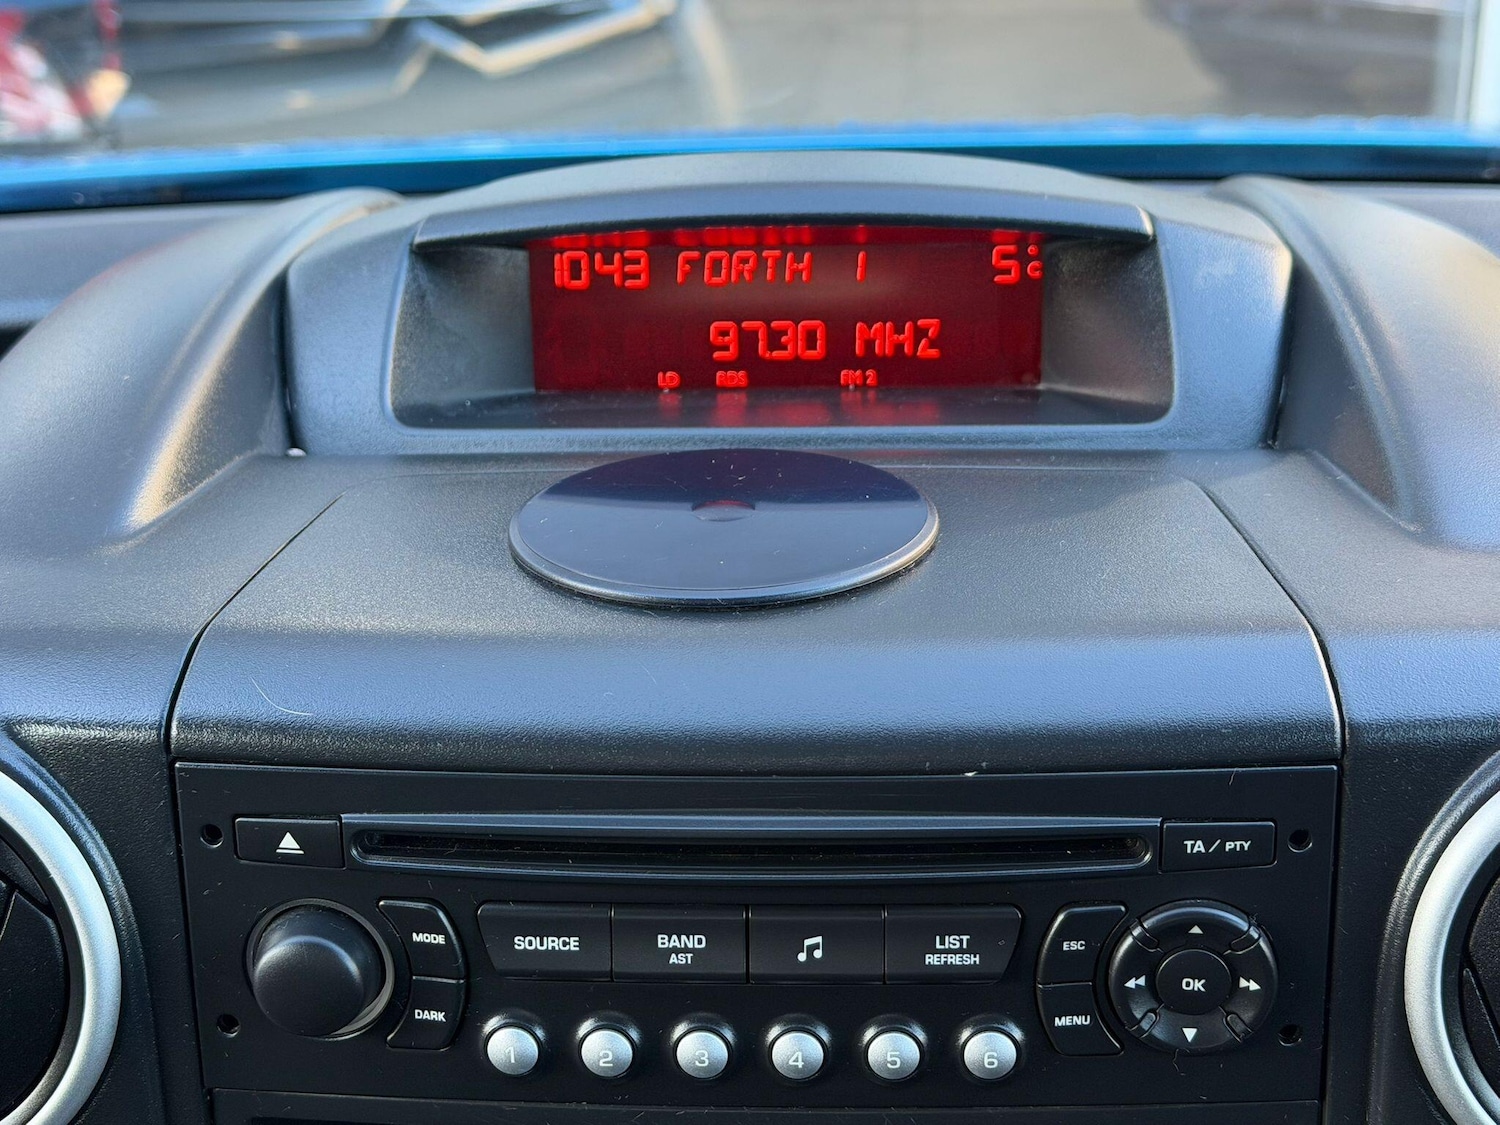 1043 FORTH 1 5°C
97.30 MHZ
LO RDS FM 2
TA / PTY
MODE
SOURCE
BAND
AST
LIST
REFRESH
ESC
OK
DARK
MENU
1 2 3 4 5 6